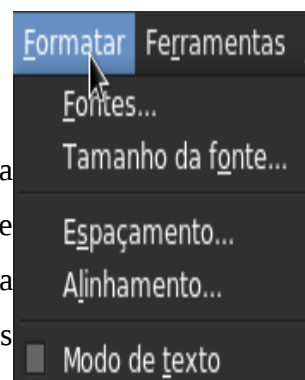 Formatar Ferramentas
Fontes...
Tamanho da fonte...
a
e
Espaçamento...
a
Alinhamento...
s
Modo de texto